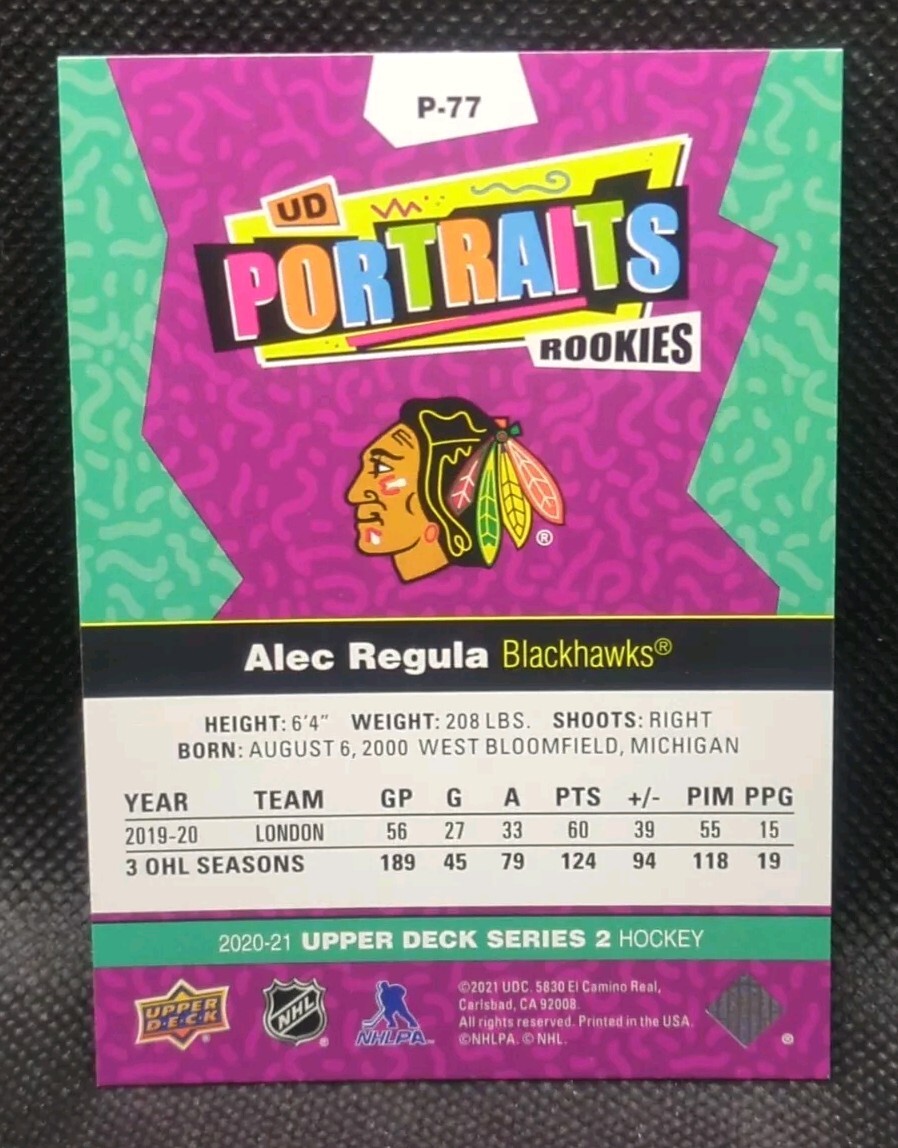 P-77
UD
PORTRAITS
ROOKIES
®
Alec Regula Blackhawks®
HEIGHT: 6'4" WEIGHT: 208 LBS. SHOOTS: RIGHT
BORN: AUGUST 6, 2000 WEST BLOOMFIELD, MICHIGAN
YEAR TEAM GP G A PTS +/- PIM PPG
2019-20 LONDON 56 27 33 60 39 55 15
3 OHL SEASONS 189 45 79 124 94 118 19
2020-21 UPPER DECK SERIES 2 HOCKEY
UPPER DECK
NHL
NHLPA
©2021 UDC. 5830 El Camino Real,
Carlsbad, CA 92008.
All rights reserved. Printed in the USA.
©NHLPA. © NHL.